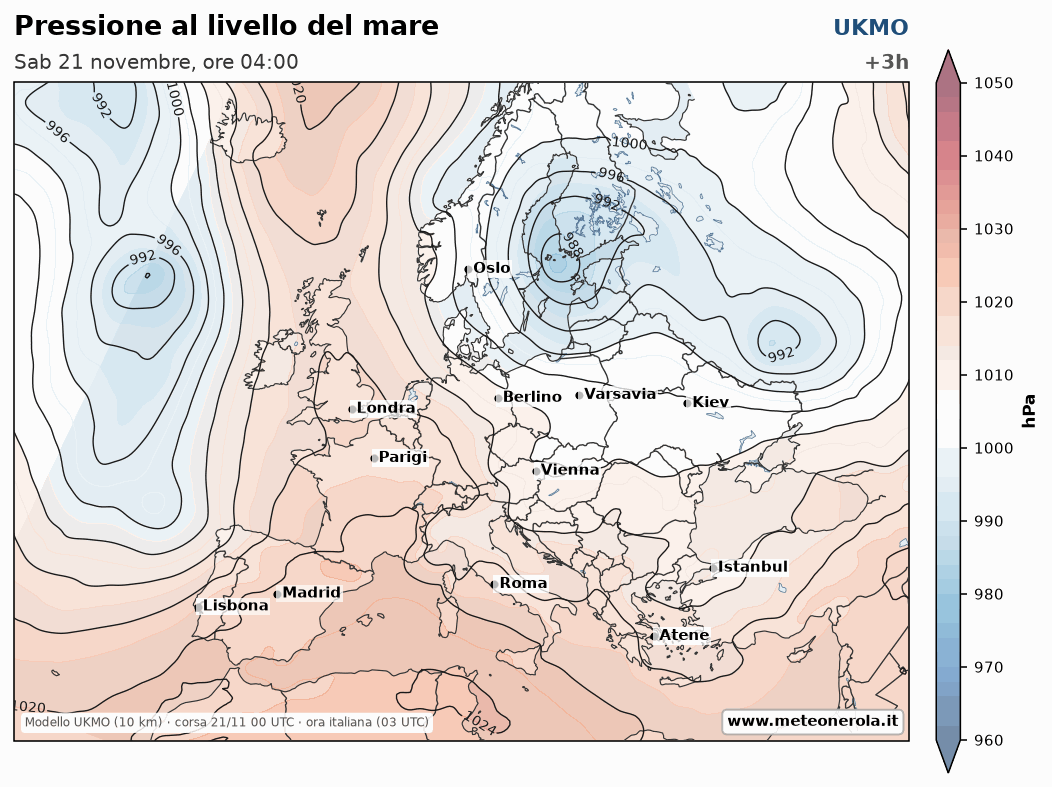 Pressione al livello del mare
UKMO
Sab 21 novembre, ore 04:00
+3h
992
1000
020
996
1000
996
992
996
992
988
Oslo
992
Londra
Berlino
Varsavia
Kiev
Parigi
Vienna
Lisbona
Madrid
Roma
Istanbul
Atene
1020
1024
Modello UKMO (10 km) · corsa 21/11 00 UTC · ora italiana (03 UTC)
www.meteonerola.it
1050
1040
1030
1020
1010
1000
990
980
970
960
hPa